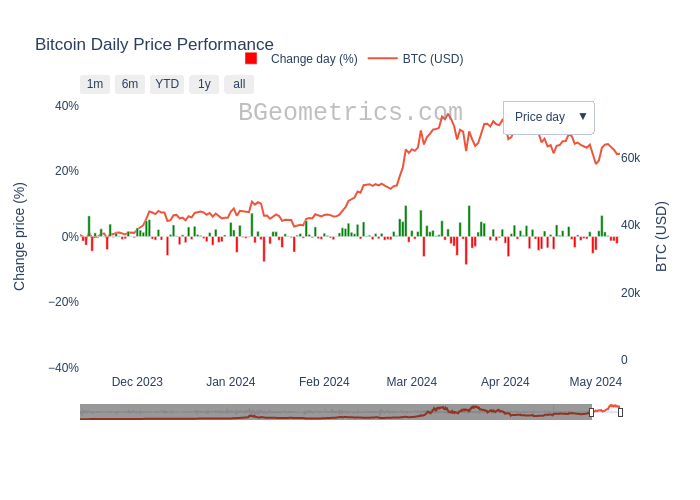 Bitcoin Daily Price Performance
Change day (%) BTC (USD)
1m 6m YTD 1y all
BGeometrics.com
Price day ▼
Change price (%)
40%
20%
0%
−20%
−40%
60k
40k
20k
0
BTC (USD)
Dec 2023 Jan 2024 Feb 2024 Mar 2024 Apr 2024 May 2024